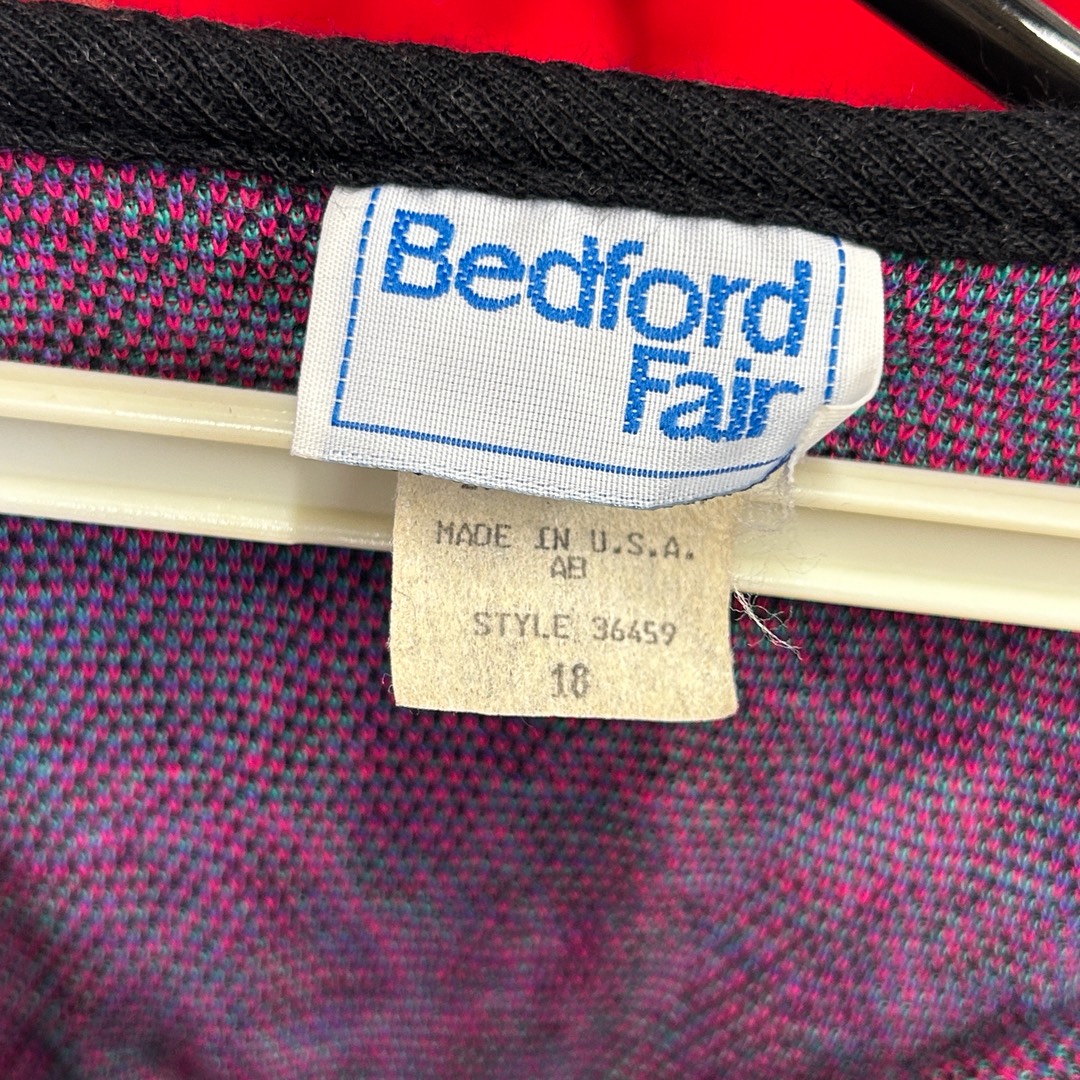 Bedford
Fair
MADE IN U.S.A.
AB
STYLE 36459
18